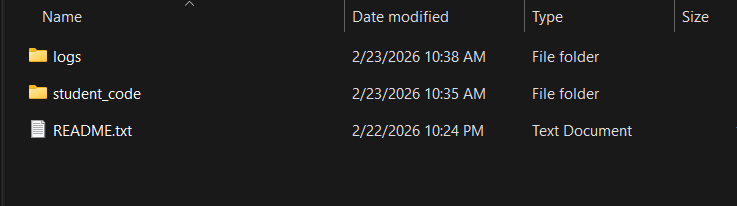 Name Date modified Type Size
logs 2/23/2026 10:38 AM File folder
student_code 2/23/2026 10:35 AM File folder
README.txt 2/22/2026 10:24 PM Text Document